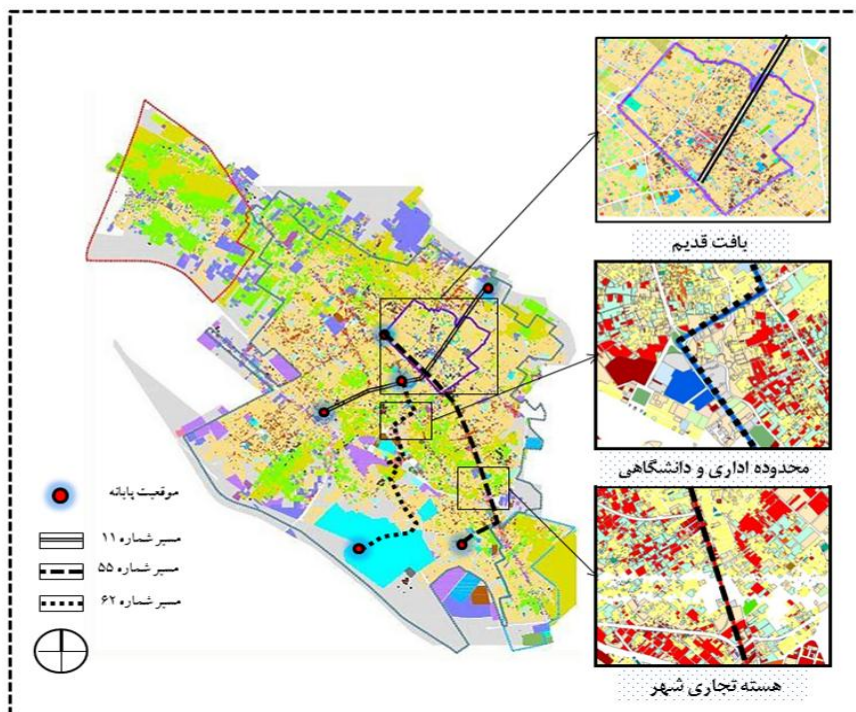 بافت قدیم
محدوده اداری و دانشگاهی
هسته تجاری شهر
موقعیت پایانه
مسیر شماره ۱۱
مسیر شماره ۵۵
مسیر شماره ۶۲